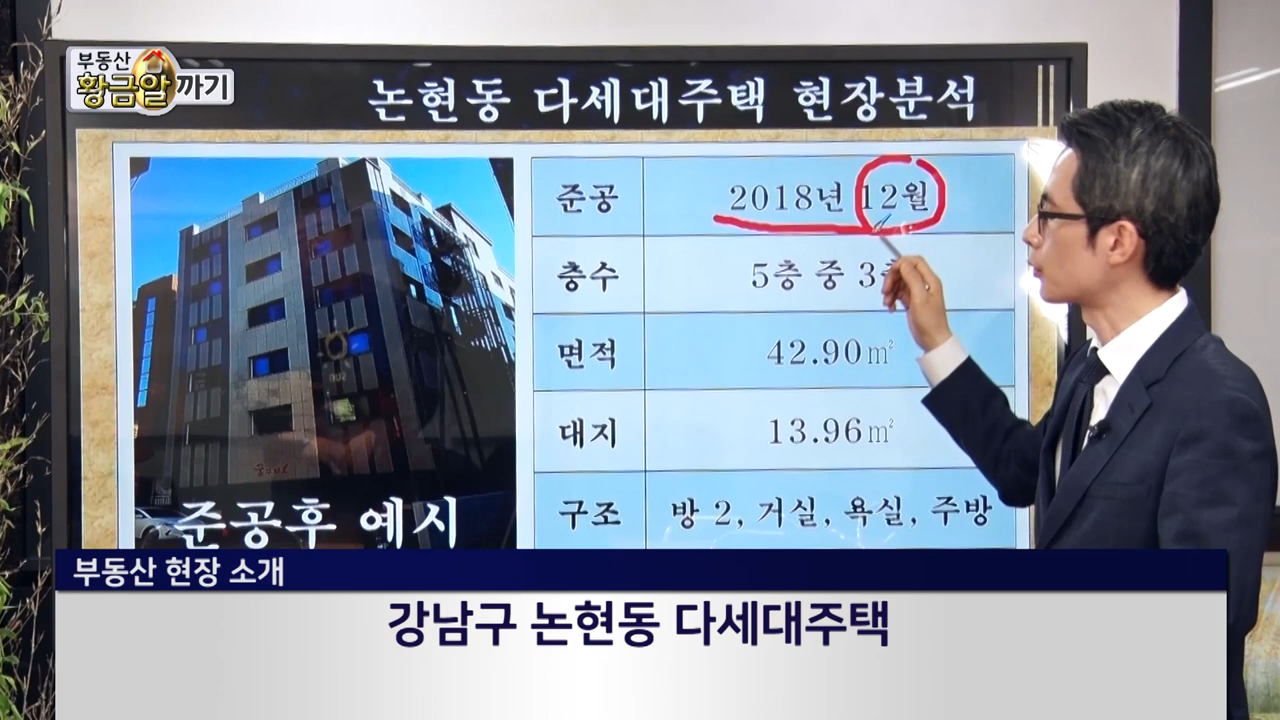 부동산
황금알까기
논현동 다세대주택 현장분석
준공 2018년 12월
층수 5층 중 3층
면적 42.90㎡
대지 13.96㎡
구조 방 2, 거실, 욕실, 주방
준공후 예시
부동산 현장 소개
강남구 논현동 다세대주택